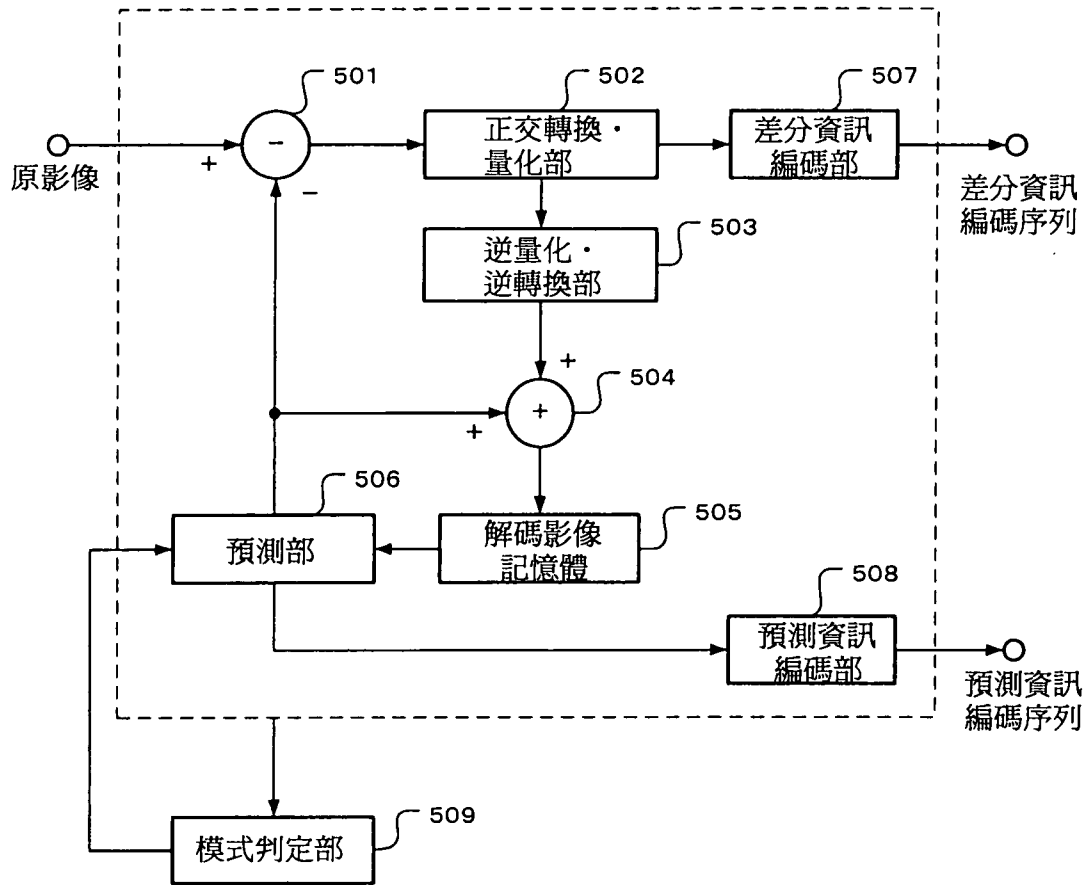 501
502
507
原影像
+
-
−
正交轉換・
量化部
差分資訊
編碼部
差分資訊
編碼序列
503
逆量化・
逆轉換部
+
504
+
+
506
505
預測部
解碼影像
記憶體
508
預測資訊
編碼部
預測資訊
編碼序列
509
模式判定部